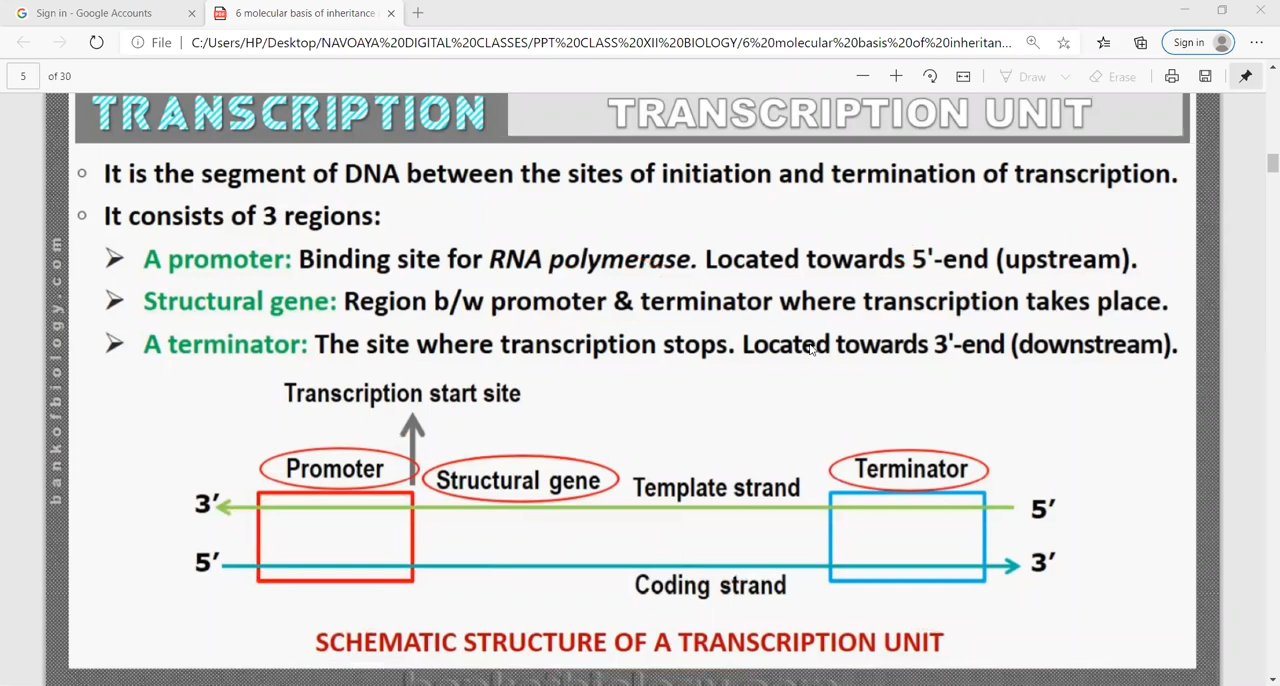 Sign in - Google Accounts
6 molecular basis of inheritance
File
C:/Users/HP/Desktop/NAVOAYA%20DIGITAL%20CLASSES/PPT%20CLASS%20XII%20BIOLOGY/6%20molecular%20basis%20of%20inheritan...
Sign in
5 of 30
Draw
Erase
TRANSCRIPTION
TRANSCRIPTION UNIT
It is the segment of DNA between the sites of initiation and termination of transcription.
It consists of 3 regions:
A promoter: Binding site for RNA polymerase. Located towards 5'-end (upstream).
Structural gene: Region b/w promoter & terminator where transcription takes place.
A terminator: The site where transcription stops. Located towards 3'-end (downstream).
bankofbiology.com
Transcription start site
Promoter
Structural gene
Template strand
Terminator
3′ 5′
5′ 3′
Coding strand
SCHEMATIC STRUCTURE OF A TRANSCRIPTION UNIT